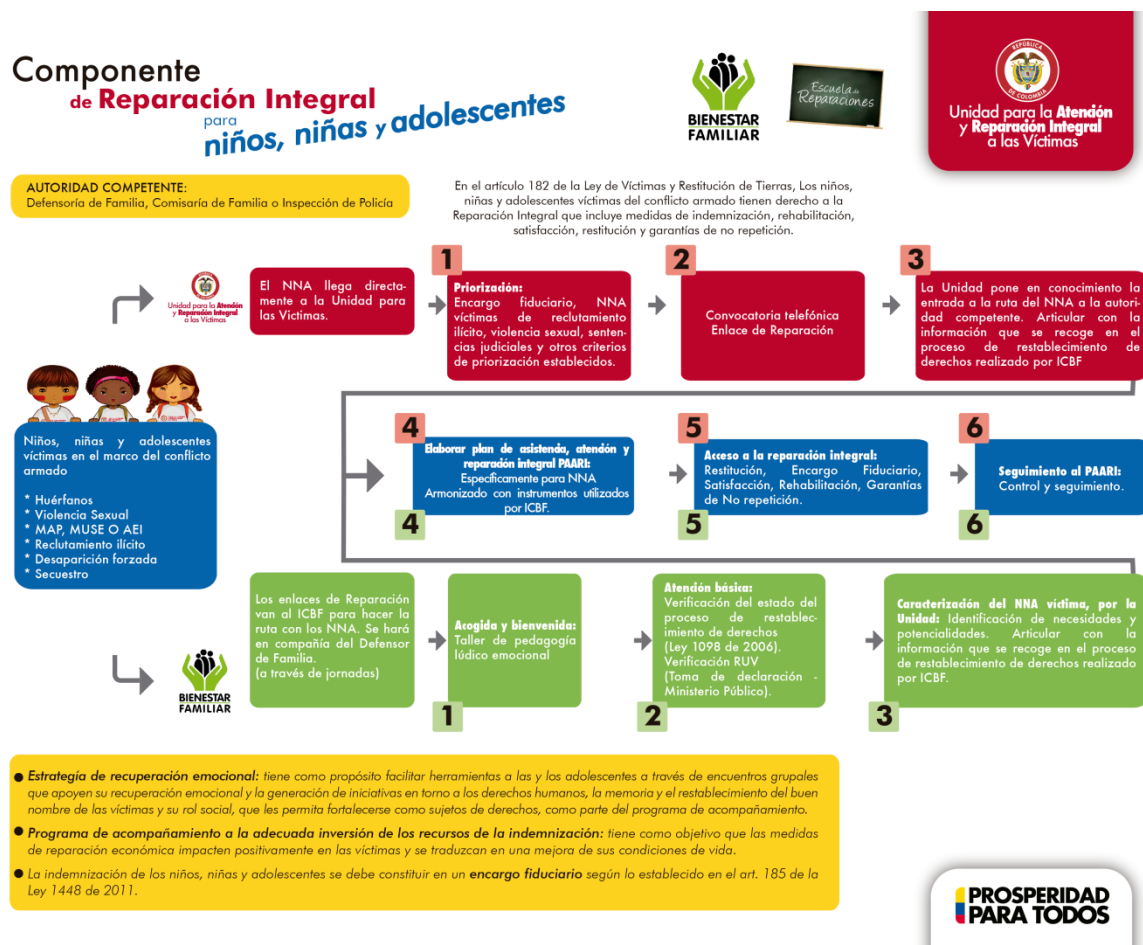 Componente
de Reparación Integral
para
niños, niñas y adolescentes
BIENESTAR
FAMILIAR
Escuela de
Reparaciones
REPÚBLICA
DE COLOMBIA
Unidad para la Atención
y Reparación Integral
a las Víctimas
AUTORIDAD COMPETENTE:
Defensoría de Familia, Comisaría de Familia o Inspección de Policía
En el artículo 182 de la Ley de Víctimas y Restitución de Tierras, Los niños,
niñas y adolescentes víctimas del conflicto armado tienen derecho a la
Reparación Integral que incluye medidas de indemnización, rehabilitación,
satisfacción, restitución y garantías de no repetición.
Unidad para la Atención
y Reparación Integral
a las Víctimas
El NNA llega directa-
mente a la Unidad para
las Victimas.
1
Priorización:
Encargo fiduciario, NNA
víctimas de reclutamiento
ilícito, violencia sexual, senten-
cias judiciales y otros criterios
de priorización establecidos.
2
Convocatoria telefónica
Enlace de Reparación
3
La Unidad pone en conocimiento la
entrada a la ruta del NNA a la autori-
dad competente. Articular con la
información que se recoge en el
proceso de restablecimiento de
derechos realizado por ICBF
Niños, niñas y adolescentes
víctimas en el marco del conflicto
armado
* Huérfanos
* Violencia Sexual
* MAP, MUSE O AEI
* Reclutamiento ilícito
* Desaparición forzada
* Secuestro
4
Elaborar plan de asistencia, atención y
reparación integral PAARI:
Específicamente para NNA
Armonizado con instrumentos utilizados
por ICBF.
4
5
Acceso a la reparación integral:
Restitución, Encargo Fiduciario,
Satisfacción, Rehabilitación, Garantías
de No repetición.
5
6
Seguimiento al PAARI:
Control y seguimiento.
6
BIENESTAR
FAMILIAR
Los enlaces de Reparación
van al ICBF para hacer la
ruta con los NNA. Se hará
en compañía del Defensor
de Familia.
(a través de jornadas)
Acogida y bienvenida:
Taller de pedagogía
lúdico emocional
1
Atención básica:
Verificación del estado del
proceso de restablec-
imiento de derechos
(Ley 1098 de 2006).
Verificación RUV
(Toma de declaración -
Ministerio Público).
2
Caracterización del NNA víctima, por la
Unidad: Identificación de necesidades y
potencialidades. Articular con la
información que se recoge en el proceso
de restablecimiento de derechos realizado
por ICBF.
3
● Estrategía de recuperación emocional: tiene como propósito facilitar herramientas a las y los adolescentes a través de encuentros grupales
que apoyen su recuperación emocional y la generación de iniciativas en torno a los derechos humanos, la memoria y el restablecimiento del buen
nombre de las víctimas y su rol social, que les permita fortalecerse como sujetos de derechos, como parte del programa de acompañamiento.
● Programa de acompañamiento a la adecuada inversión de los recursos de la indemnización: tiene como objetivo que las medidas
de reparación económica impacten positivamente en las víctimas y se traduzcan en una mejora de sus condiciones de vida.
● La indemnización de los niños, niñas y adolescentes se debe constituir en un encargo fiduciario según lo establecido en el art. 185 de la
Ley 1448 de 2011.
PROSPERIDAD
PARA TODOS